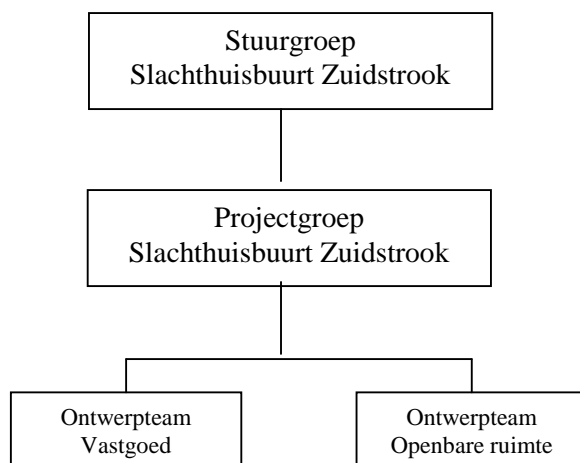 Stuurgroep
Slachthuisbuurt Zuidstrook
Projectgroep
Slachthuisbuurt Zuidstrook
Ontwerpteam
Vastgoed
Ontwerpteam
Openbare ruimte